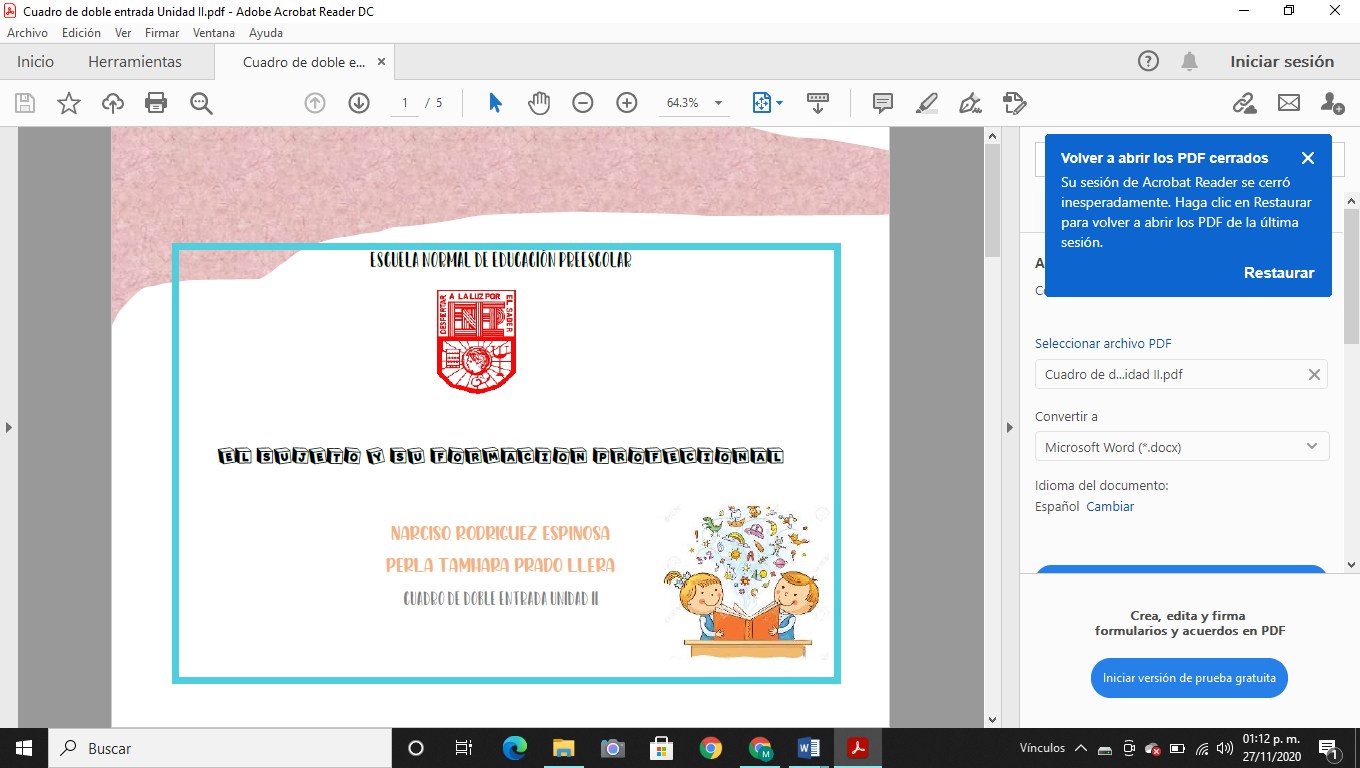 Cuadro de doble entrada Unidad II.pdf - Adobe Acrobat Reader DC
Archivo Edición Ver Firmar Ventana Ayuda
Inicio Herramientas Cuadro de doble e... Iniciar sesión
1 / 5 64.3%
Volver a abrir los PDF cerrados
Su sesión de Acrobat Reader se cerró
inesperadamente. Haga clic en Restaurar
para volver a abrir los PDF de la última
sesión.
Restaurar
ESCUELA NORMAL DE EDUCACIÓN PREESCOLAR
DESPERTAR A LA LUZ POR EL SABER
ENEP
EL SUJETO Y SU FORMACION PROFECIONAL
NARCISO RODRIGUEZ ESPINOSA
PERLA TAMHARA PRADO LLERA
CUADRO DE DOBLE ENTRADA UNIDAD II
Seleccionar archivo PDF
Cuadro de d...idad II.pdf
Convertir a
Microsoft Word (*.docx)
Idioma del documento:
Español Cambiar
Crea, edita y firma
formularios y acuerdos en PDF
Iniciar versión de prueba gratuita
Buscar
Vínculos
01:12 p. m.
27/11/2020
1